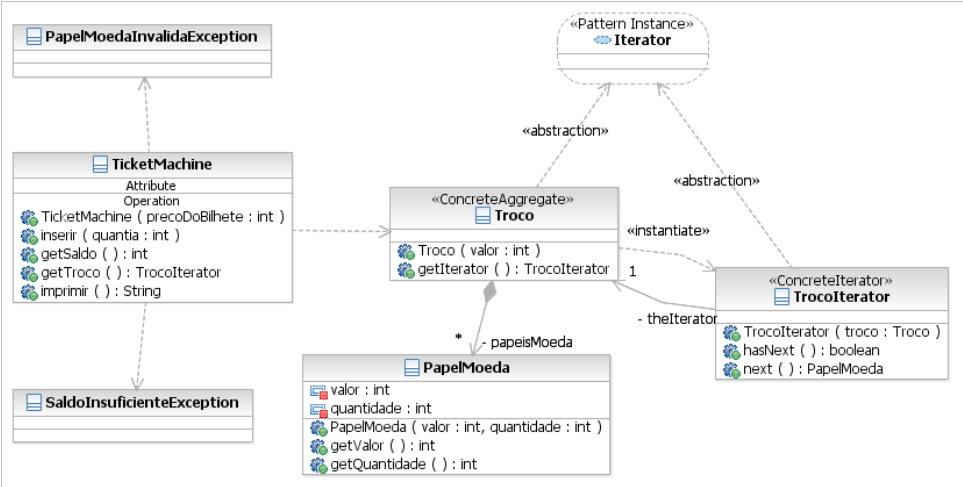 PapelMoedaInvalidaException
«Pattern Instance»
Iterator
«abstraction»
«abstraction»
TicketMachine
Attribute
Operation
TicketMachine ( precoDoBilhete : int )
inserir ( quantia : int )
getSaldo ( ) : int
getTroco ( ) : TrocoIterator
imprimir ( ) : String
«ConcreteAggregate»
Troco
Troco ( valor : int )
getIterator ( ) : TrocoIterator
«instantiate»
1
- theIterator
«ConcreteIterator»
TrocoIterator
TrocoIterator ( troco : Troco )
hasNext ( ) : boolean
next ( ) : PapelMoeda
*
- papeisMoeda
PapelMoeda
valor : int
quantidade : int
PapelMoeda ( valor : int, quantidade : int )
getValor ( ) : int
getQuantidade ( ) : int
SaldoInsuficienteException